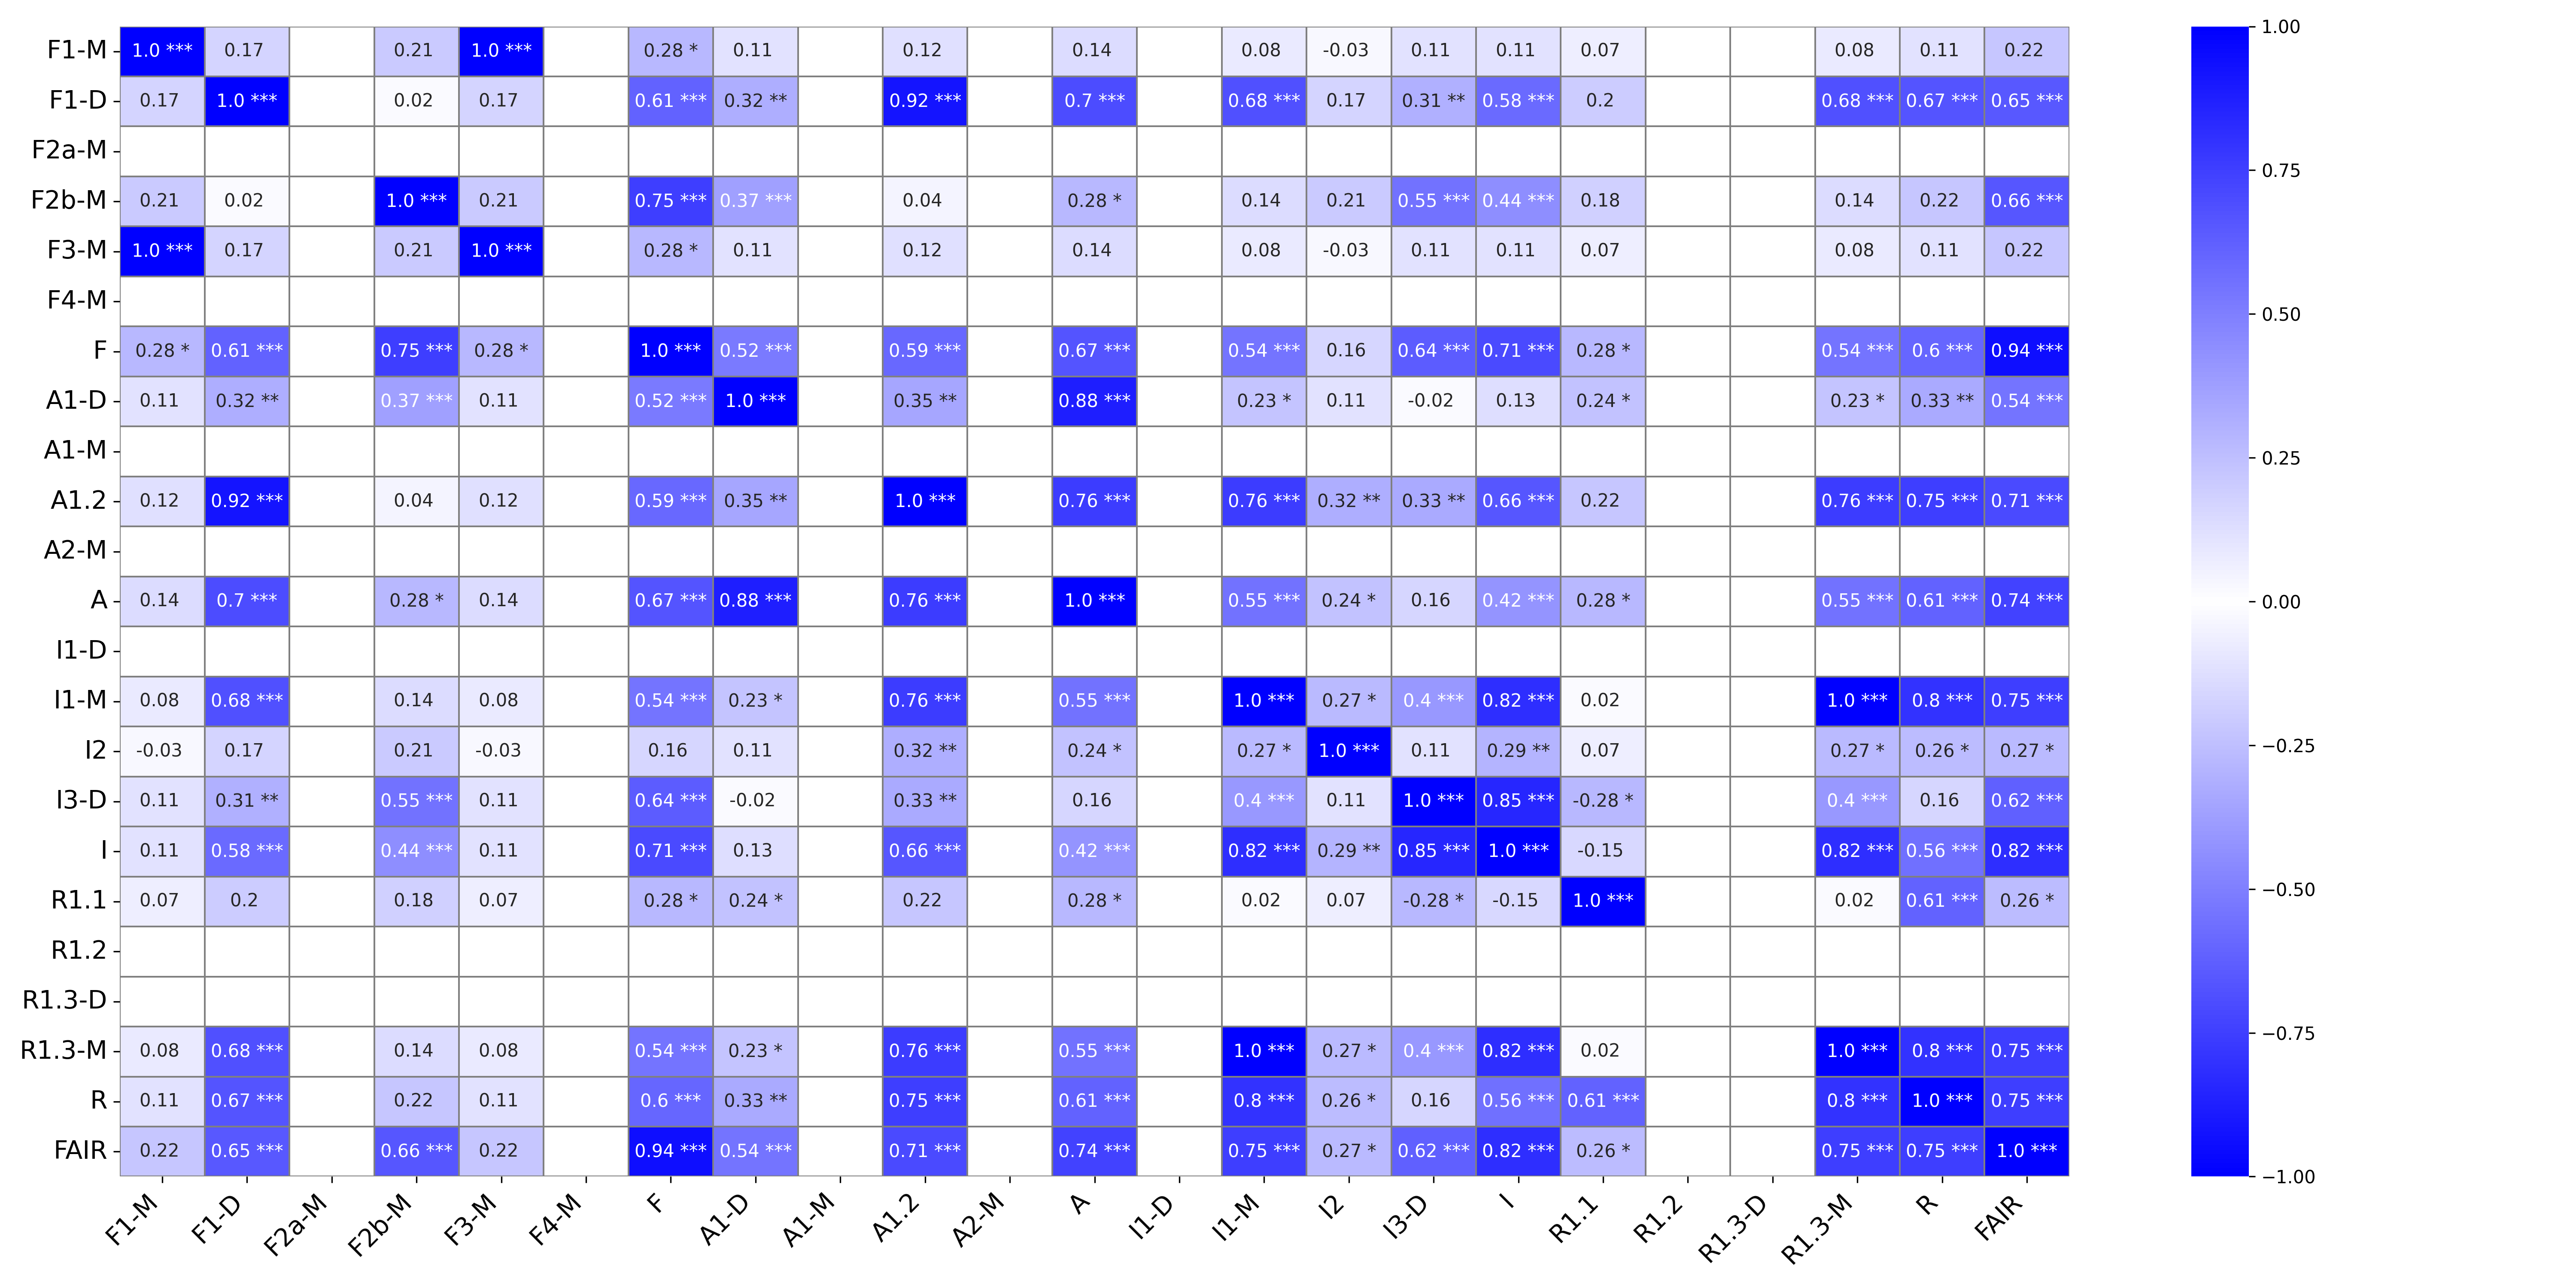 F1-M 1.0 *** 0.17 0.21 1.0 *** 0.28 * 0.11 0.12 0.14 0.08 -0.03 0.11 0.11 0.07 0.08 0.11 0.22
F1-D 0.17 1.0 *** 0.02 0.17 0.61 *** 0.32 ** 0.92 *** 0.7 *** 0.68 *** 0.17 0.31 ** 0.58 *** 0.2 0.68 *** 0.67 *** 0.65 ***
F2a-M
F2b-M 0.21 0.02 1.0 *** 0.21 0.75 *** 0.37 *** 0.04 0.28 * 0.14 0.21 0.55 *** 0.44 *** 0.18 0.14 0.22 0.66 ***
F3-M 1.0 *** 0.17 0.21 1.0 *** 0.28 * 0.11 0.12 0.14 0.08 -0.03 0.11 0.11 0.07 0.08 0.11 0.22
F4-M
F 0.28 * 0.61 *** 0.75 *** 0.28 * 1.0 *** 0.52 *** 0.59 *** 0.67 *** 0.54 *** 0.16 0.64 *** 0.71 *** 0.28 * 0.54 *** 0.6 *** 0.94 ***
A1-D 0.11 0.32 ** 0.37 *** 0.11 0.52 *** 1.0 *** 0.35 ** 0.88 *** 0.23 * 0.11 -0.02 0.13 0.24 * 0.23 * 0.33 ** 0.54 ***
A1-M
A1.2 0.12 0.92 *** 0.04 0.12 0.59 *** 0.35 ** 1.0 *** 0.76 *** 0.76 *** 0.32 ** 0.33 ** 0.66 *** 0.22 0.76 *** 0.75 *** 0.71 ***
A2-M
A 0.14 0.7 *** 0.28 * 0.14 0.67 *** 0.88 *** 0.76 *** 1.0 *** 0.55 *** 0.24 * 0.16 0.42 *** 0.28 * 0.55 *** 0.61 *** 0.74 ***
I1-D
I1-M 0.08 0.68 *** 0.14 0.08 0.54 *** 0.23 * 0.76 *** 0.55 *** 1.0 *** 0.27 * 0.4 *** 0.82 *** 0.02 1.0 *** 0.8 *** 0.75 ***
I2 -0.03 0.17 0.21 -0.03 0.16 0.11 0.32 ** 0.24 * 0.27 * 1.0 *** 0.11 0.29 ** 0.07 0.27 * 0.26 * 0.27 *
I3-D 0.11 0.31 ** 0.55 *** 0.11 0.64 *** -0.02 0.33 ** 0.16 0.4 *** 0.11 1.0 *** 0.85 *** -0.28 * 0.4 *** 0.16 0.62 ***
I 0.11 0.58 *** 0.44 *** 0.11 0.71 *** 0.13 0.66 *** 0.42 *** 0.82 *** 0.29 ** 0.85 *** 1.0 *** -0.15 0.82 *** 0.56 *** 0.82 ***
R1.1 0.07 0.2 0.18 0.07 0.28 * 0.24 * 0.22 0.28 * 0.02 0.07 -0.28 * -0.15 1.0 *** 0.02 0.61 *** 0.26 *
R1.2
R1.3-D
R1.3-M 0.08 0.68 *** 0.14 0.08 0.54 *** 0.23 * 0.76 *** 0.55 *** 1.0 *** 0.27 * 0.4 *** 0.82 *** 0.02 1.0 *** 0.8 *** 0.75 ***
R 0.11 0.67 *** 0.22 0.11 0.6 *** 0.33 ** 0.75 *** 0.61 *** 0.8 *** 0.26 * 0.16 0.56 *** 0.61 *** 0.8 *** 1.0 *** 0.75 ***
FAIR 0.22 0.65 *** 0.66 *** 0.22 0.94 *** 0.54 *** 0.71 *** 0.74 *** 0.75 *** 0.27 * 0.62 *** 0.82 *** 0.26 * 0.75 *** 0.75 *** 1.0 ***
F1-M F1-D F2a-M F2b-M F3-M F4-M F A1-D A1-M A1.2 A2-M A I1-D I1-M I2 I3-D I R1.1 R1.2 R1.3-D R1.3-M R FAIR
1.00
0.75
0.50
0.25
0.00
−0.25
−0.50
−0.75
−1.00